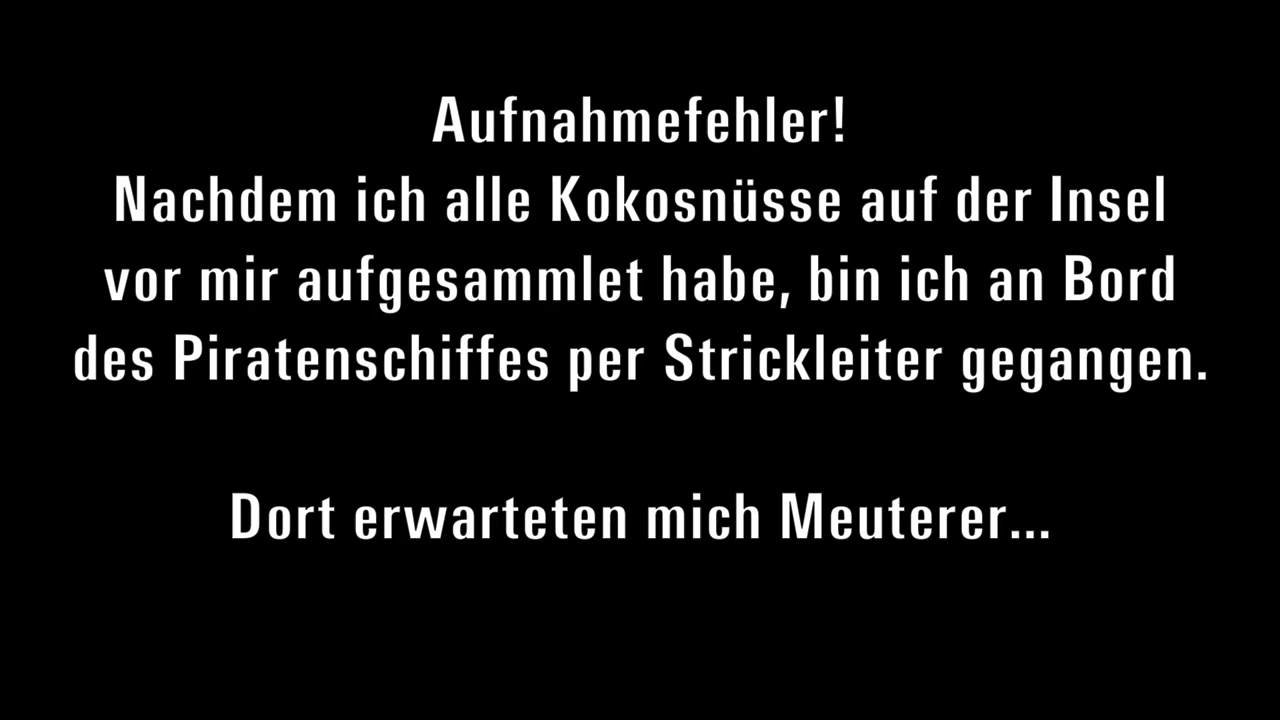 Aufnahmefehler!
Nachdem ich alle Kokosnüsse auf der Insel
vor mir aufgesammlet habe, bin ich an Bord
des Piratenschiffes per Strickleiter gegangen.
Dort erwarteten mich Meuterer...